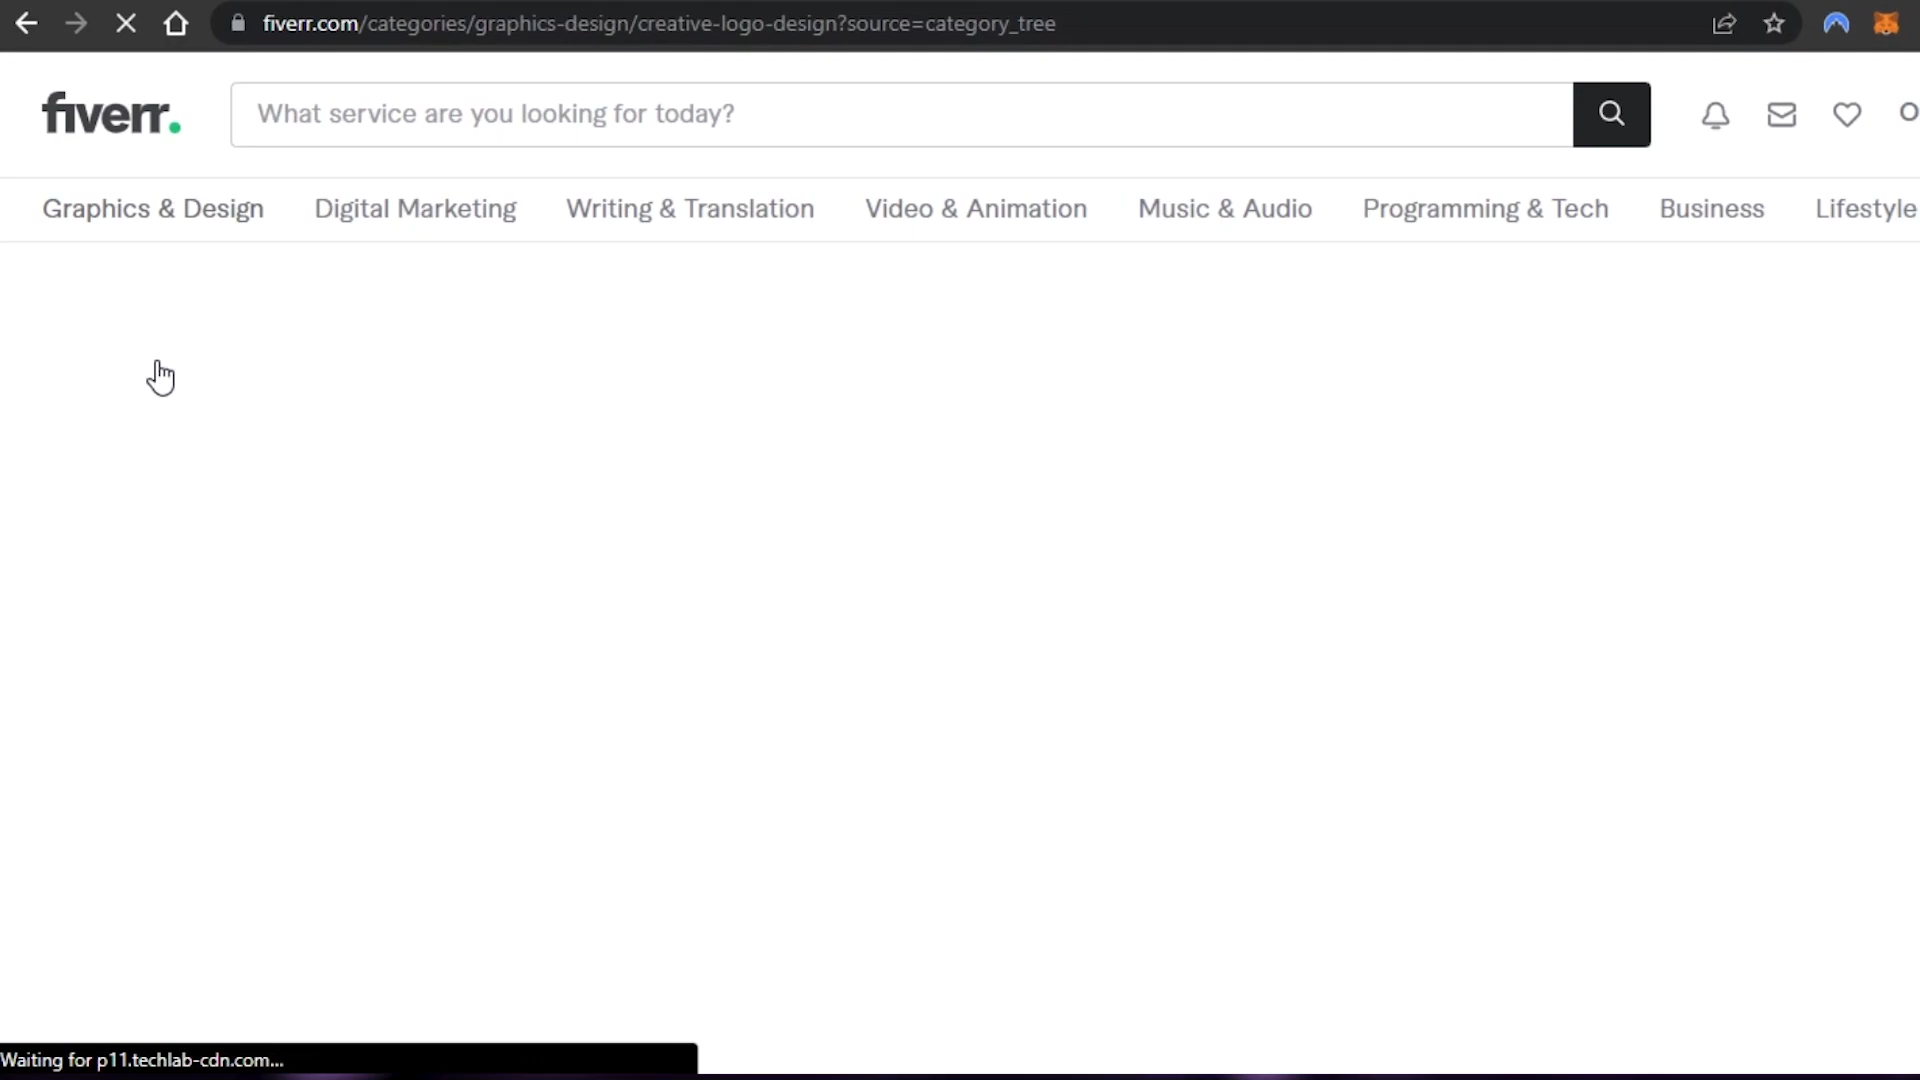 fiverr.com/categories/graphics-design/creative-logo-design?source=category_tree
fiverr.
What service are you looking for today?
O
Graphics & Design Digital Marketing Writing & Translation Video & Animation Music & Audio Programming & Tech Business Lifestyle
Waiting for p11.techlab-cdn.com...